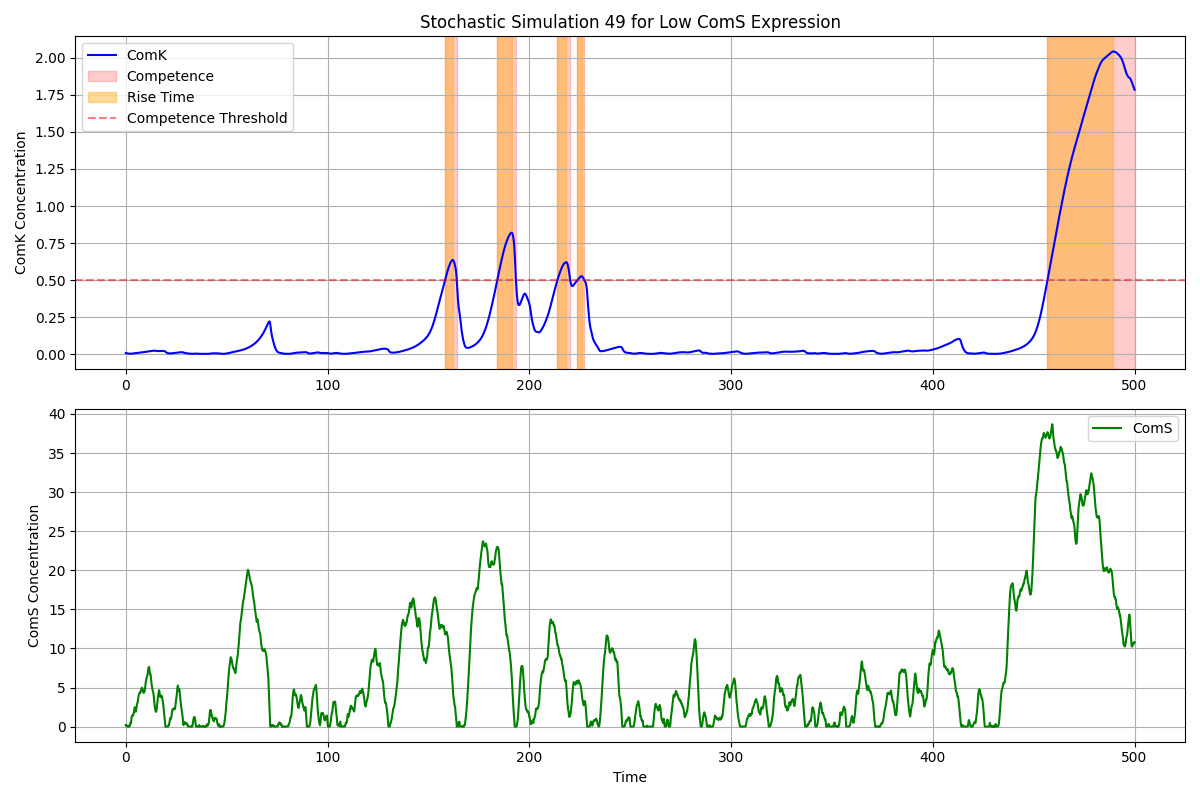 Stochastic Simulation 49 for Low ComS Expression
ComK Concentration
2.00
1.75
1.50
1.25
1.00
0.75
0.50
0.25
0.00
ComK
Competence
Rise Time
Competence Threshold
0 100 200 300 400 500
ComS Concentration
40
35
30
25
20
15
10
5
0
ComS
0 100 200 300 400 500
Time